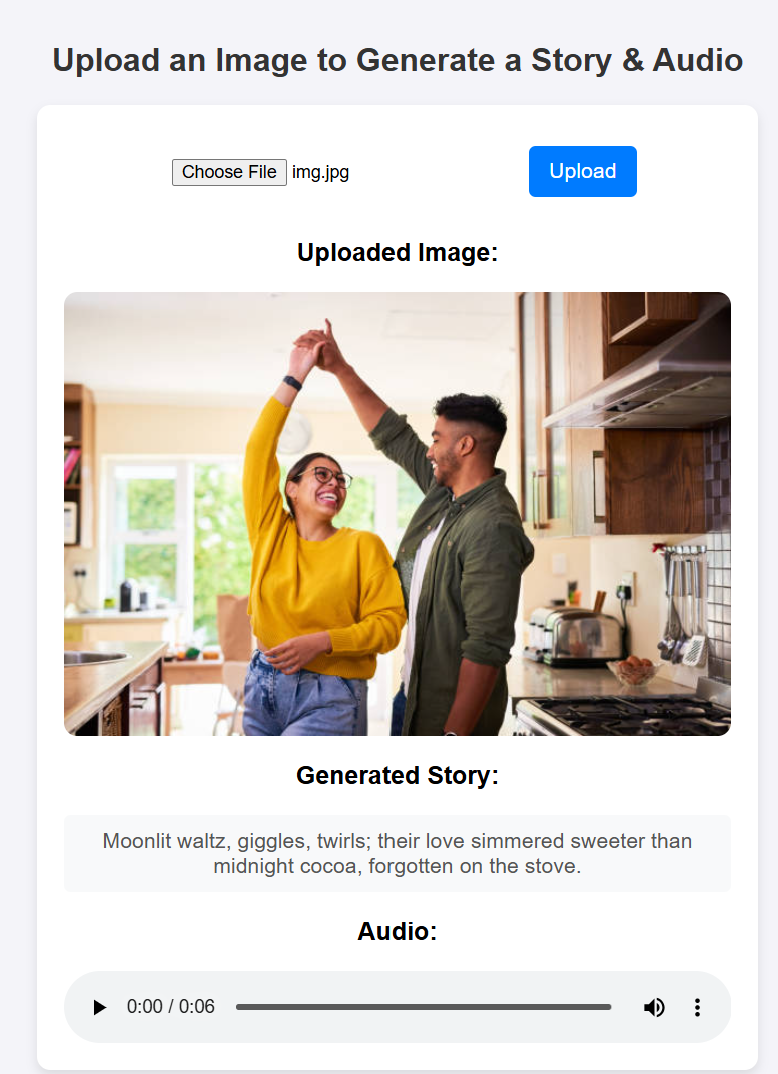 Upload an Image to Generate a Story & Audio
Choose File img.jpg
Upload
Uploaded Image:
Generated Story:
Moonlit waltz, giggles, twirls; their love simmered sweeter than
midnight cocoa, forgotten on the stove.
Audio:
0:00 / 0:06